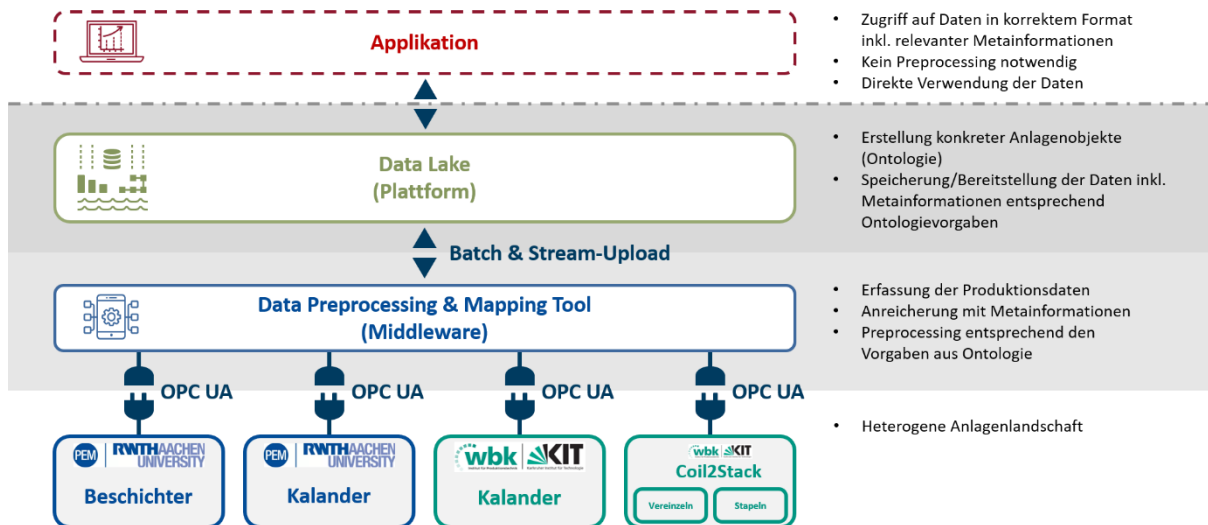 Applikation
• Zugriff auf Daten in korrektem Format
inkl. relevanter Metainformationen
• Kein Preprocessing notwendig
• Direkte Verwendung der Daten
Data Lake
(Plattform)
• Erstellung konkreter Anlagenobjekte
(Ontologie)
• Speicherung/Bereitstellung der Daten inkl.
Metainformationen entsprechend
Ontologievorgaben
Batch & Stream-Upload
Data Preprocessing & Mapping Tool
(Middleware)
• Erfassung der Produktionsdaten
• Anreicherung mit Metainformationen
• Preprocessing entsprechend den
Vorgaben aus Ontologie
OPC UA
OPC UA
OPC UA
OPC UA
• Heterogene Anlagenlandschaft
PEM RWTHAACHEN
UNIVERSITY
Beschichter
PEM RWTHAACHEN
UNIVERSITY
Kalander
wbk KIT
Kalander
wbk KIT
Coil2Stack
Vereinzeln
Stapeln